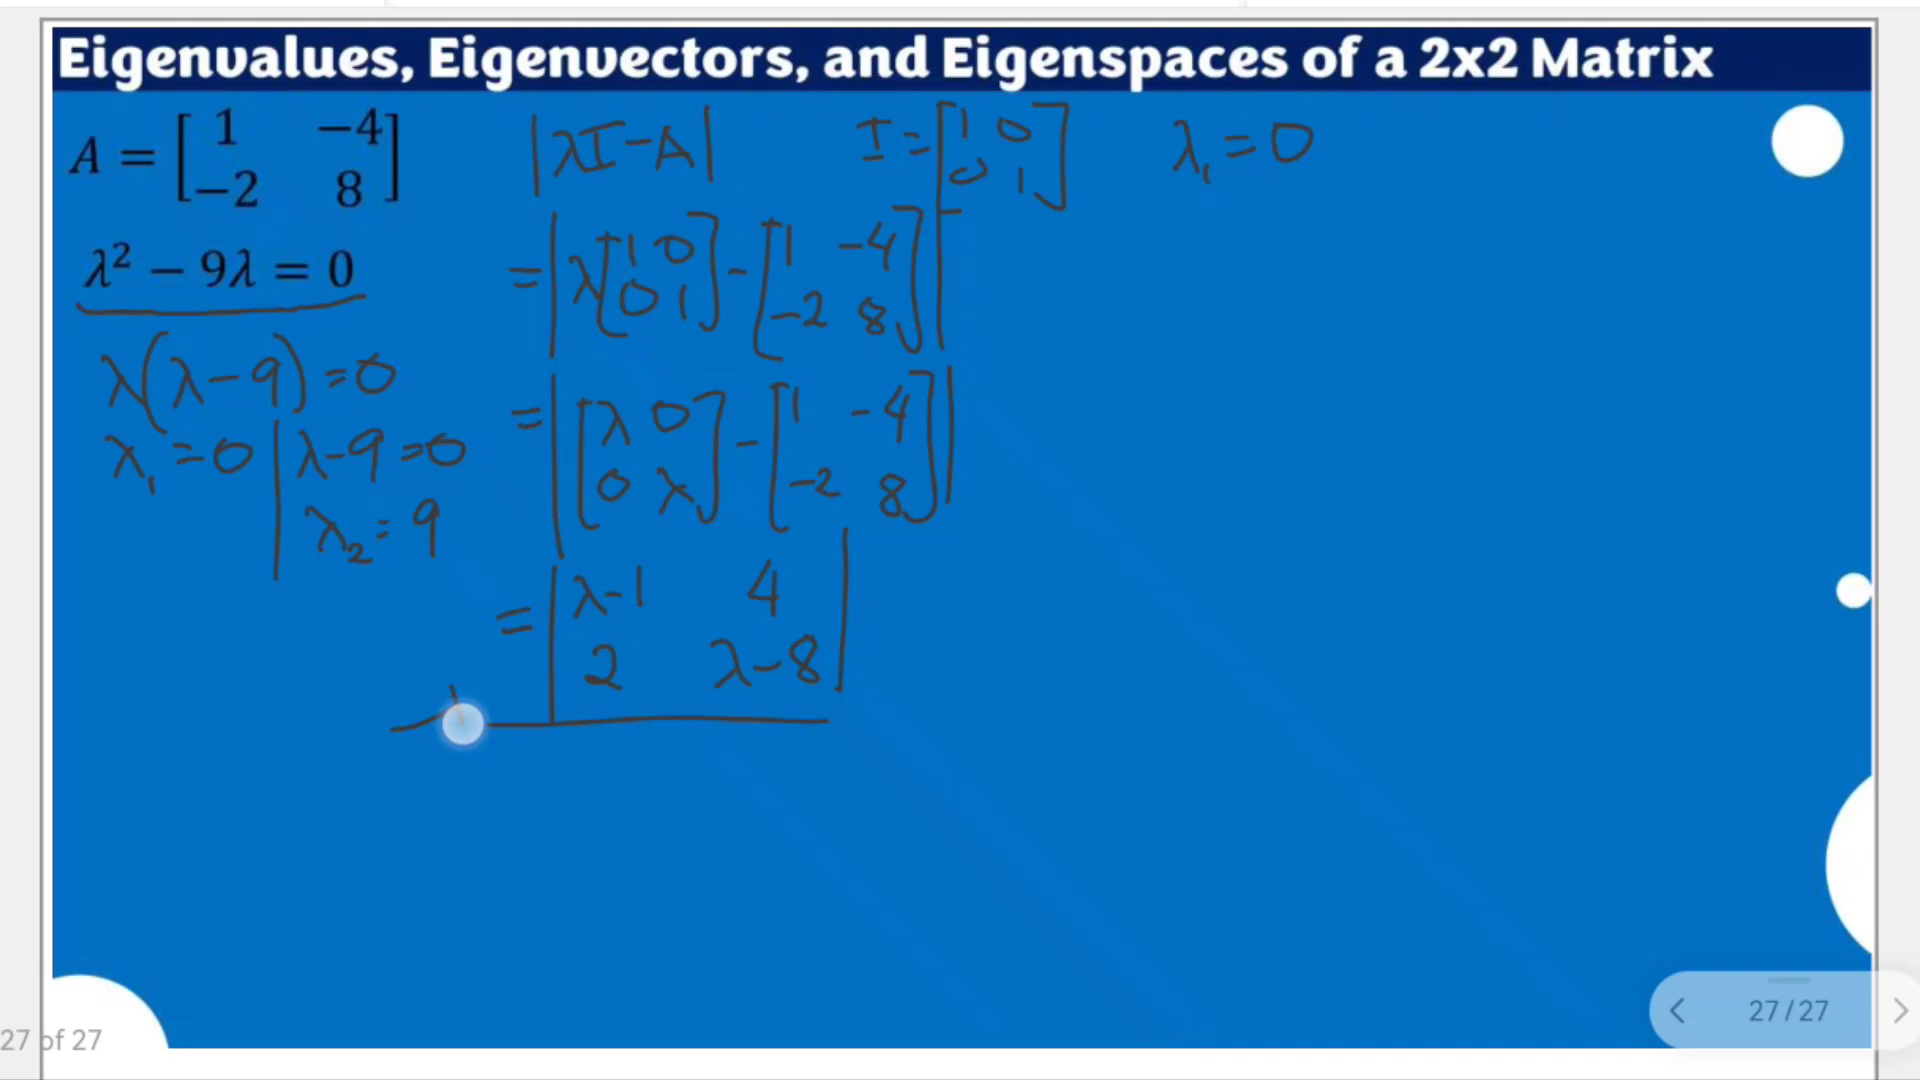 Eigenvalues, Eigenvectors, and Eigenspaces of a 2x2 Matrix
A = [1 −4
−2 8]
λ² − 9λ = 0
λ(λ-9)=0
λ₁=0 | λ-9=0
λ₂=9
|λI-A|
I=[1 0
0 1]
λ₁=0
=|λ[1 0
0 1]-[1 -4
-2 8]|
=|[λ 0
0 λ]-[1 -4
-2 8]|
=|λ-1 4
2 λ-8|
27 of 27
27/27